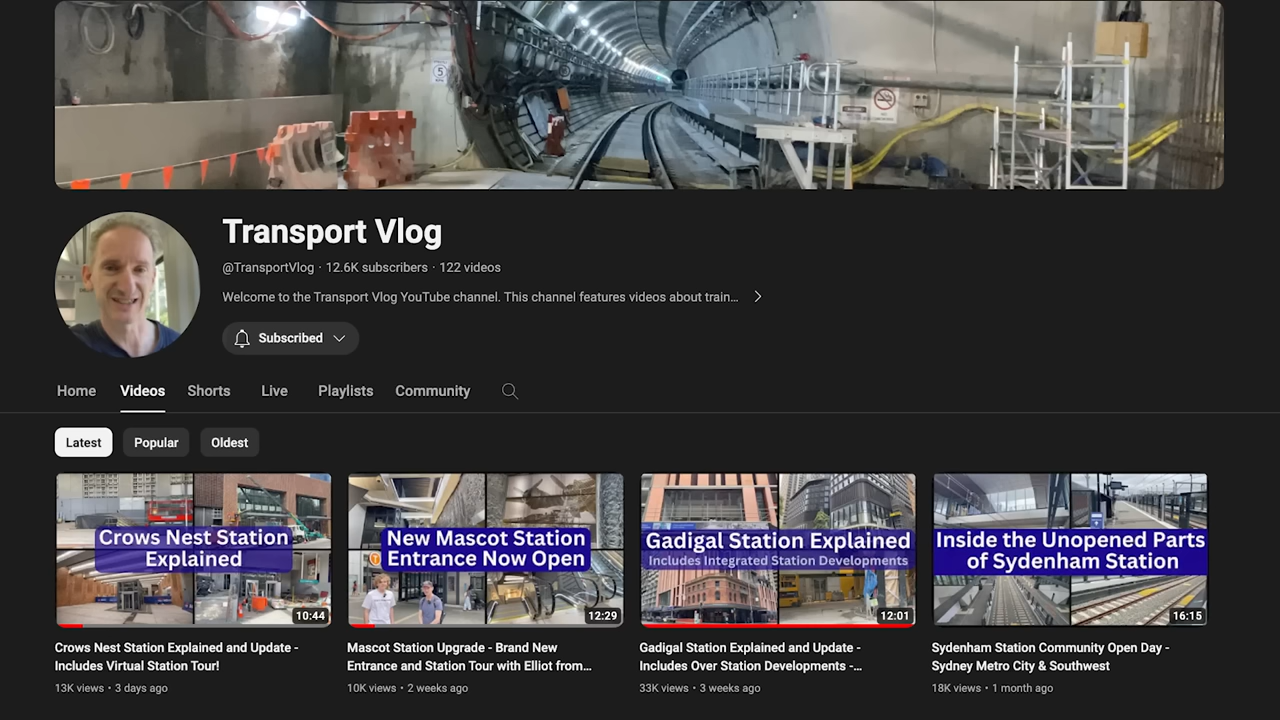 5
Transport Vlog
@TransportVlog · 12.6K subscribers · 122 videos
Welcome to the Transport Vlog YouTube channel. This channel features videos about train...
Subscribed
Home Videos Shorts Live Playlists Community
Latest Popular Oldest
Crows Nest Station
Explained
10:44
New Mascot Station
Entrance Now Open
12:29
Gadigal Station Explained
Includes Integrated Station Developments
12:01
Inside the Unopened Parts
of Sydenham Station
16:15
Crows Nest Station Explained and Update -
Includes Virtual Station Tour!
13K views • 3 days ago
Mascot Station Upgrade - Brand New
Entrance and Station Tour with Elliot from...
10K views • 2 weeks ago
Gadigal Station Explained and Update -
Includes Over Station Developments -...
33K views • 3 weeks ago
Sydenham Station Community Open Day -
Sydney Metro City & Southwest
18K views • 1 month ago